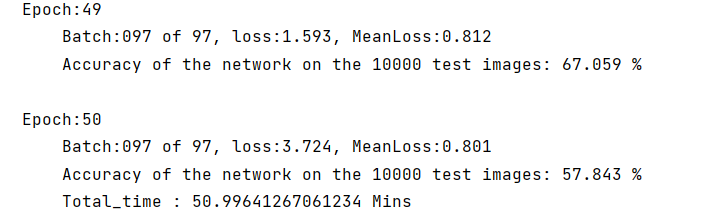 Epoch:49
Batch:097 of 97, loss:1.593, MeanLoss:0.812
Accuracy of the network on the 10000 test images: 67.059 %
Epoch:50
Batch:097 of 97, loss:3.724, MeanLoss:0.801
Accuracy of the network on the 10000 test images: 57.843 %
Total_time : 50.99641267061234 Mins